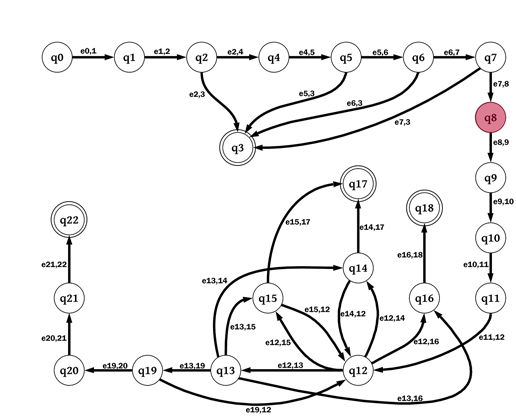 q0 e0,1 q1 e1,2 q2 e2,4 q4 e4,5 q5 e5,6 q6 e6,7 q7
e7,8
e2,3 e5,3 e6,3 e7,3
q3 q8
e8,9
q9
q17 e9,10
q22 q18
e15,17 e14,17 q10
e21,22 e16,18 e10,11
e13,14 q14
q21 q15 q16 q11
e15,12 e14,12 e12,14
e13,15
e20,21 e12,15 e12,16 e11,12
q20 e19,20 q19 e13,19 q13 e12,13 q12
e13,16
e19,12